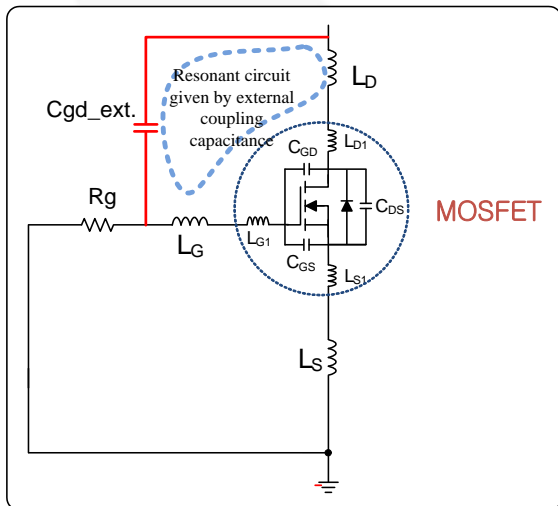 Resonant circuit
given by external
coupling
capacitance
LD
Cgd_ext.
LD1
CGD
CDS
Rg
MOSFET
LG
LG1
CGS
LS1
LS